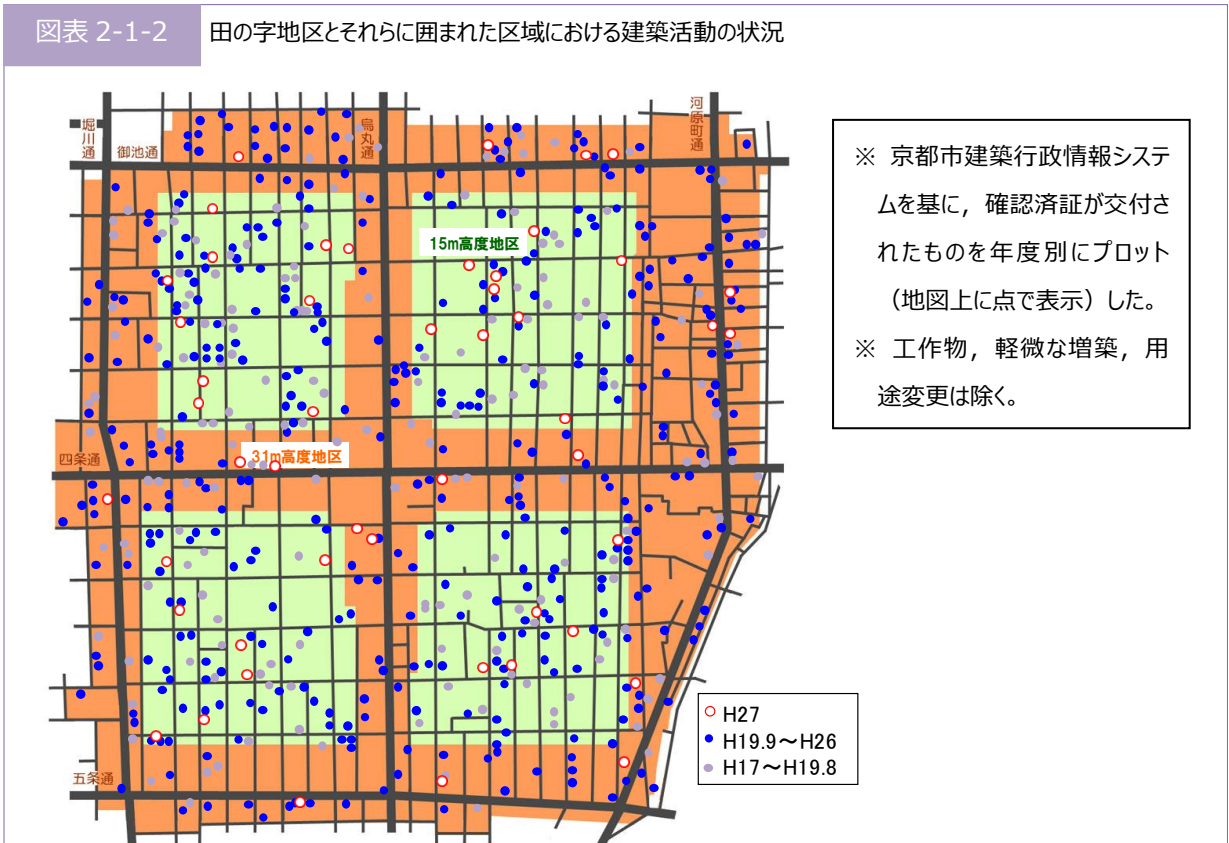 図表 2-1-2
田の字地区とそれらに囲まれた区域における建築活動の状況
堀川通
御池通
烏丸通
河原町通
15m高度地区
31m高度地区
四条通
五条通
※ 京都市建築行政情報システ
ムを基に，確認済証が交付さ
れたものを年度別にプロット
（地図上に点で表示）した。
※ 工作物，軽微な増築，用
途変更は除く。
H27
H19.9～H26
H17～H19.8